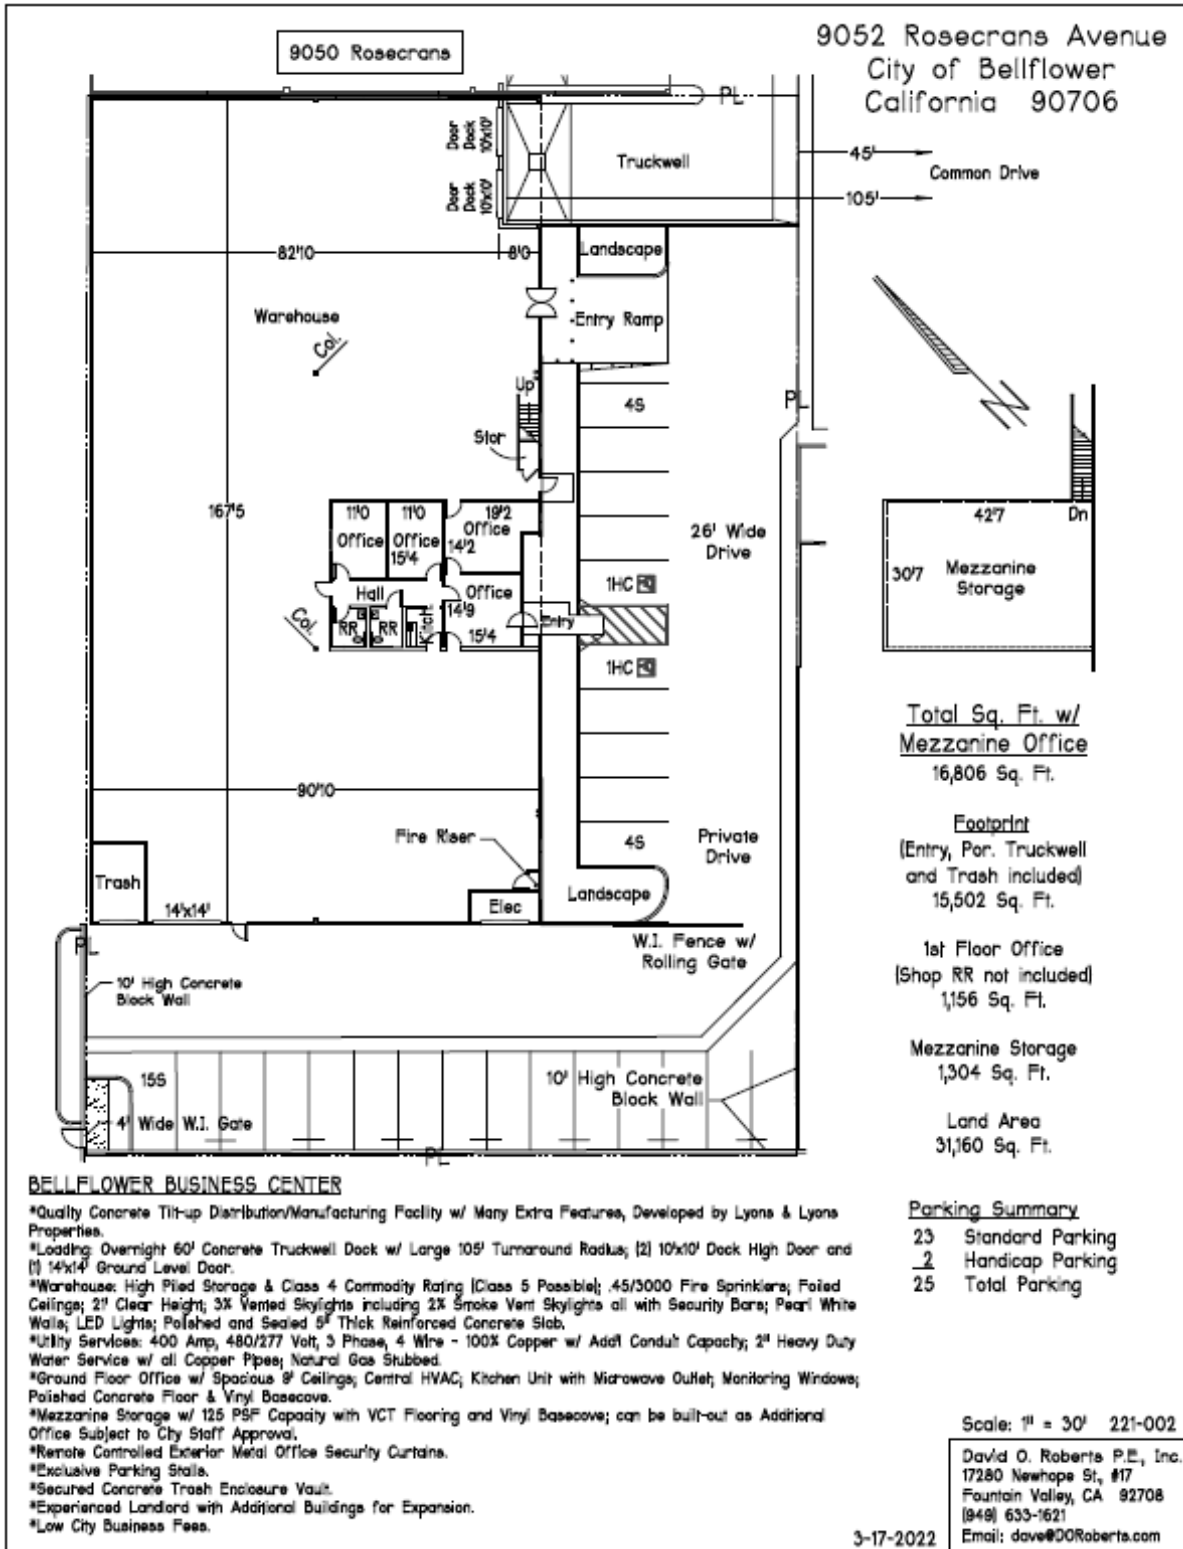 9050 Rosecrans
9052 Rosecrans Avenue
City of Bellflower
California 90706
PL
Door
Dock
10'x10'
Door
Dock
10'x10'
Truckwell
45'
Common Drive
105'
82'10
8'0
Landscape
Warehouse
Col.
Entry Ramp
Up
4S
PL
Stor
167'5
11'0
Office
11'0
Office
15'4
19'2
Office
14'2
26' Wide
Drive
42'7
Dn
30'7
Mezzanine
Storage
Hall
Office
14'9
15'4
1HC
Col.
RR
RR
Kitch
Entry
1HC
Total Sq. Ft. w/
Mezzanine Office
16,806 Sq. Ft.
90'10
Fire Riser
4S
Private
Drive
Footprint
(Entry, Por. Truckwell
and Trash included)
15,502 Sq. Ft.
Trash
14'x14'
Elec
Landscape
PL
W.I. Fence w/
Rolling Gate
1st Floor Office
(Shop RR not included)
1,156 Sq. Ft.
10' High Concrete
Block Wall
Mezzanine Storage
1,304 Sq. Ft.
15S
10' High Concrete
Block Wall
4' Wide W.I. Gate
Land Area
31,160 Sq. Ft.
PL
BELLFLOWER BUSINESS CENTER
*Quality Concrete Tilt-up Distribution/Manufacturing Facility w/ Many Extra Features, Developed by Lyons & Lyons
Properties.
*Loading: Overnight 60' Concrete Truckwell Dock w/ Large 105' Turnaround Radius; (2) 10'x10' Dock High Door and
(1) 14'x14' Ground Level Door.
*Warehouse: High Piled Storage & Class 4 Commodity Rating (Class 5 Possible); .45/3000 Fire Sprinklers; Foiled
Ceilings; 21' Clear Height; 3% Vented Skylights including 2% Smoke Vent Skylights all with Security Bars; Pearl White
Walls; LED Lights; Polished and Sealed 5" Thick Reinforced Concrete Slab.
*Utility Services: 400 Amp, 480/277 Volt, 3 Phase, 4 Wire - 100% Copper w/ Add'l Conduit Capacity; 2" Heavy Duty
Water Service w/ all Copper Pipes; Natural Gas Stubbed.
*Ground Floor Office w/ Spacious 9' Ceilings; Central HVAC; Kitchen Unit with Microwave Outlet; Monitoring Windows;
Polished Concrete Floor & Vinyl Basecove.
*Mezzanine Storage w/ 125 PSF Capacity with VCT Flooring and Vinyl Basecove; can be built-out as Additional
Office Subject to City Staff Approval.
*Remote Controlled Exterior Metal Office Security Curtains.
*Exclusive Parking Stalls.
*Secured Concrete Trash Enclosure Vault.
*Experienced Landlord with Additional Buildings for Expansion.
*Low City Business Fees.
Parking Summary
23 Standard Parking
2 Handicap Parking
25 Total Parking
Scale: 1" = 30' 221-002
3-17-2022
David O. Roberts P.E., Inc.
17280 Newhope St., #17
Fountain Valley, CA 92708
(949) 633-1621
Email: dave@DORoberts.com